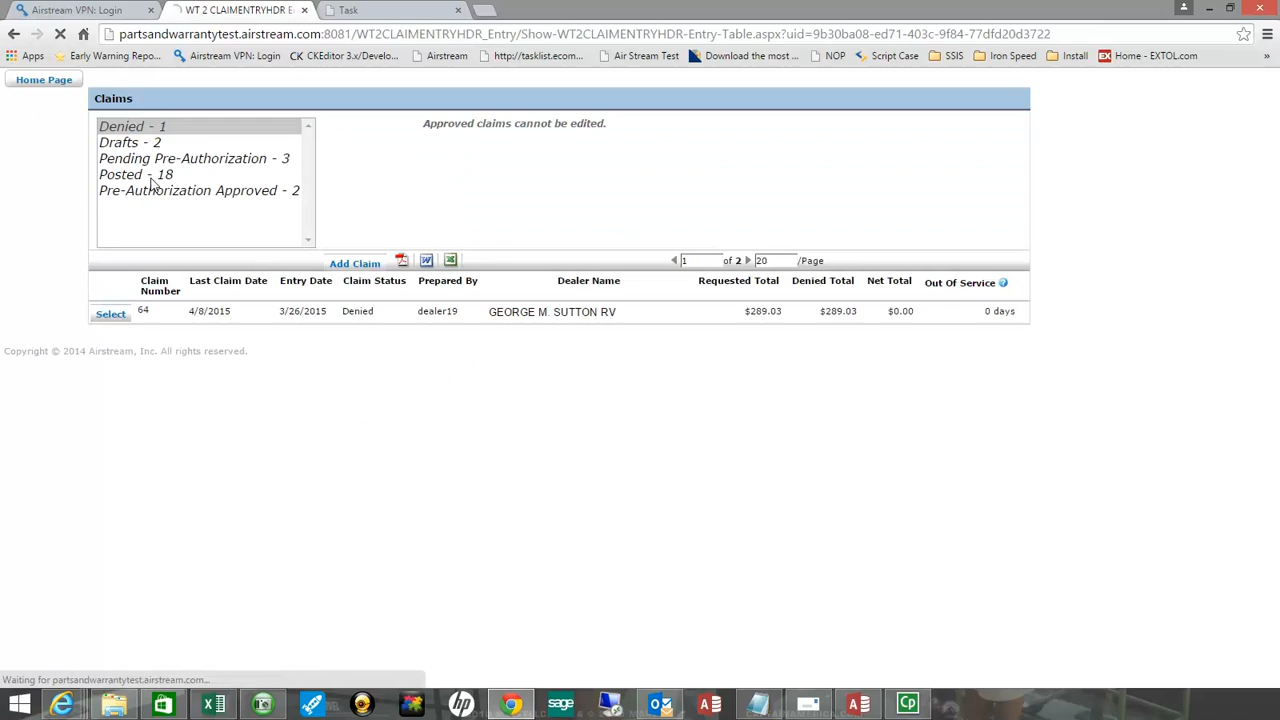 Airstream VPN: Login
WT 2 CLAIMENTRYHDR E
Task
partsandwarrantytest.airstream.com:8081/WT2CLAIMENTRYHDR_Entry/Show-WT2CLAIMENTRYHDR-Entry-Table.aspx?uid=9b30ba08-ed71-403c-9f84-77dfd20d3722
Apps Early Warning Repo... Airstream VPN: Login CK CKEditor 3.x/Develo... Airstream http://tasklist.ecom... Air Stream Test Download the most ... NOP Script Case SSIS Iron Speed Install EX Home - EXTOL.com »
Home Page
Claims
Denied - 1
Approved claims cannot be edited.
Drafts - 2
Pending Pre-Authorization - 3
Posted - 18
Pre-Authorization Approved - 2
Add Claim 1 of 2 20 /Page
Claim Number Last Claim Date Entry Date Claim Status Prepared By Dealer Name Requested Total Denied Total Net Total Out Of Service
Select 64 4/8/2015 3/26/2015 Denied dealer19 GEORGE M. SUTTON RV $289.03 $289.03 $0.00 0 days
Copyright © 2014 Airstream, Inc. All rights reserved.
Waiting for partsandwarrantytest.airstream.com...
hp sage